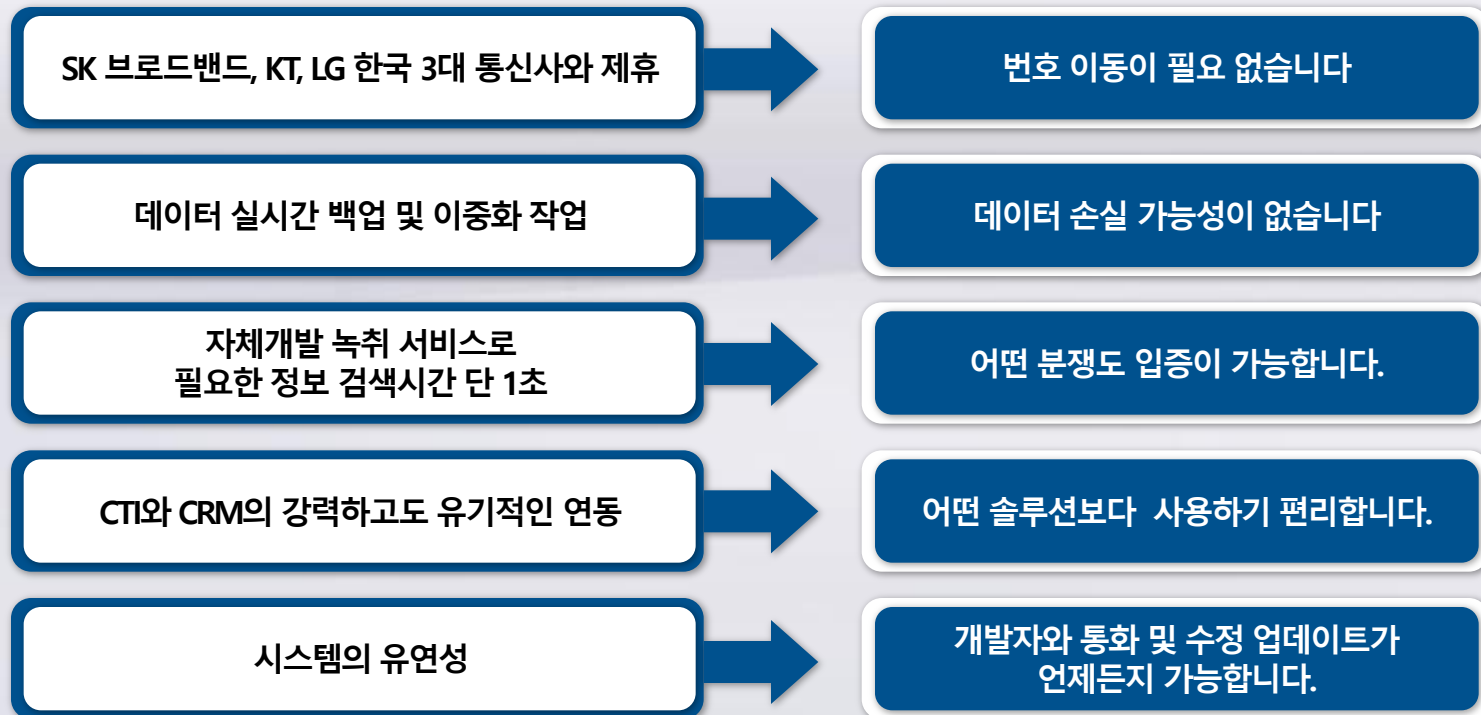 SK 브로드밴드, KT, LG 한국 3대 통신사와 제휴
번호 이동이 필요 없습니다
데이터 실시간 백업 및 이중화 작업
데이터 손실 가능성이 없습니다
자체개발 녹취 서비스로
필요한 정보 검색시간 단 1초
어떤 분쟁도 입증이 가능합니다.
CTI와 CRM의 강력하고도 유기적인 연동
어떤 솔루션보다  사용하기 편리합니다.
시스템의 유연성
개발자와 통화 및 수정 업데이트가
언제든지 가능합니다.